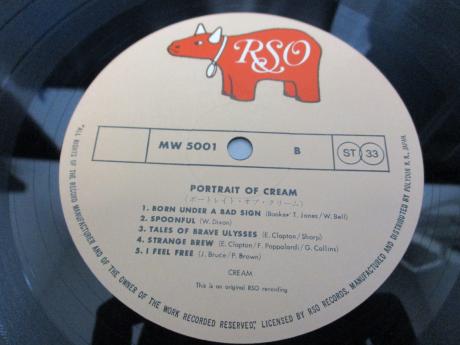 RSO
MW 5001
B
ST 33
PORTRAIT OF CREAM
(ポートレイト・オブ・クリーム)
1. BORN UNDER A BAD SIGN (Booker T. Jones/W. Bell)
2. SPOONFUL (W. Dixon)
3. TALES OF BRAVE ULYSSES (E. Clapton/Sharp)
4. STRANGE BREW (E. Clapton/F. Pappalardi/G. Collins)
5. I FEEL FREE (J. Bruce/P. Brown)
CREAM
This is an original RSO recording
"ALL RIGHTS OF THE RECORD MANUFACTURER AND OF THE OWNER OF THE WORK RECORDED RESERVED", LICENSED BY RSO RECORDS, MANUFACTURED AND DISTRIBUTED BY POLYDOR K. K., JAPAN.